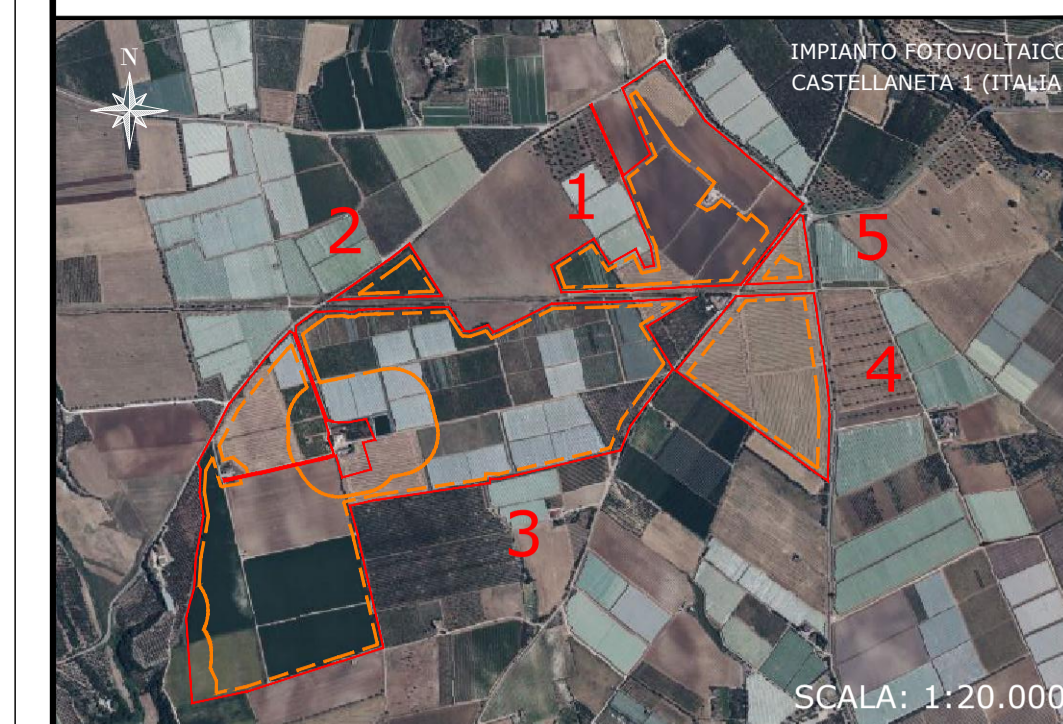 IMPIANTO FOTOVOLTAICO
CASTELLANETA 1 (ITALIA
N
1
2
5
4
3
SCALA: 1:20.000